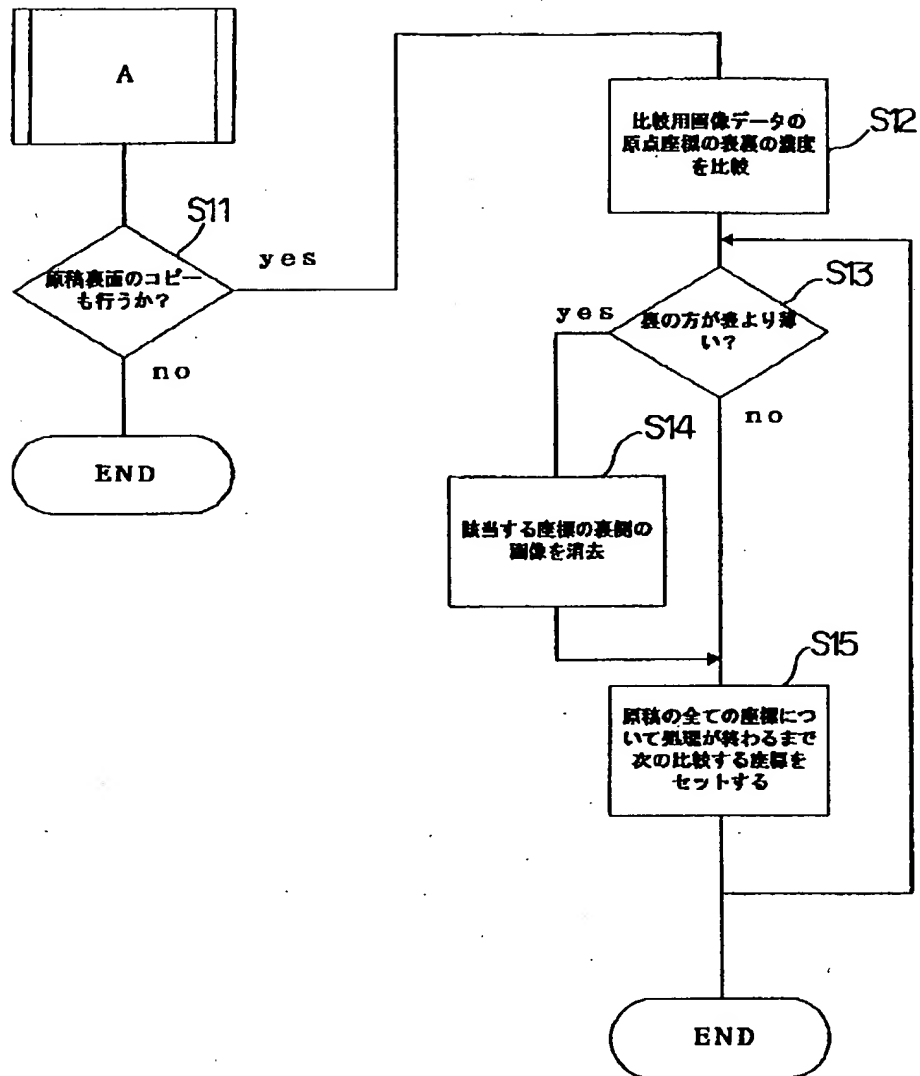 A
S11
原稿裏面のコピー
も行うか?
yes
no
END
比較用画像データの
原点座標の表裏の濃度
を比較
S12
S13
裏の方が表より薄
い?
yes
no
S14
該当する座標の裏側の
画像を消去
S15
原稿の全ての座標につ
いて処理が終わるまで
次の比較する座標を
セットする
END